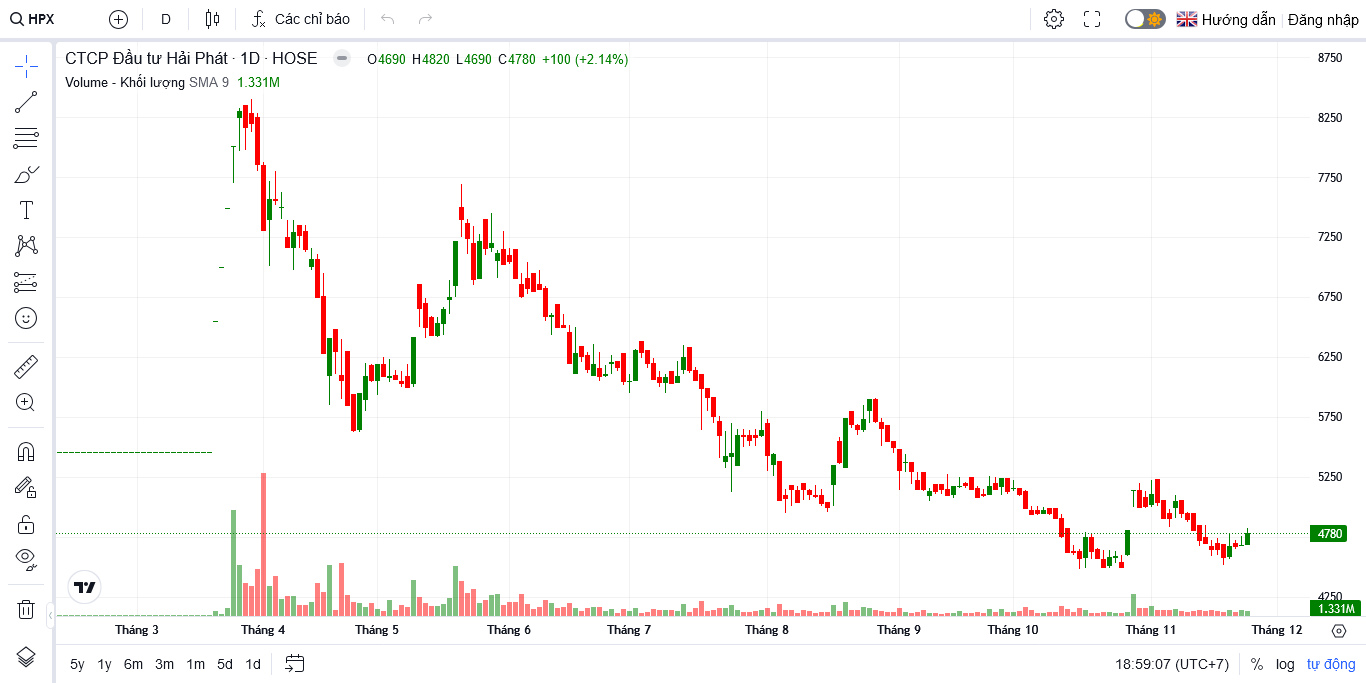 HPX D Các chỉ báo Hướng dẫn Đăng nhập
CTCP Đầu tư Hải Phát · 1D · HOSE O4690 H4820 L4690 C4780 +100 (+2.14%)
Volume - Khối lượng SMA 9 1.331M
8750
8250
7750
7250
6750
6250
5750
5250
4780
4250
1.331M
Tháng 3 Tháng 4 Tháng 5 Tháng 6 Tháng 7 Tháng 8 Tháng 9 Tháng 10 Tháng 11 Tháng 12
5y 1y 6m 3m 1m 5d 1d 18:59:07 (UTC+7) % log tự động